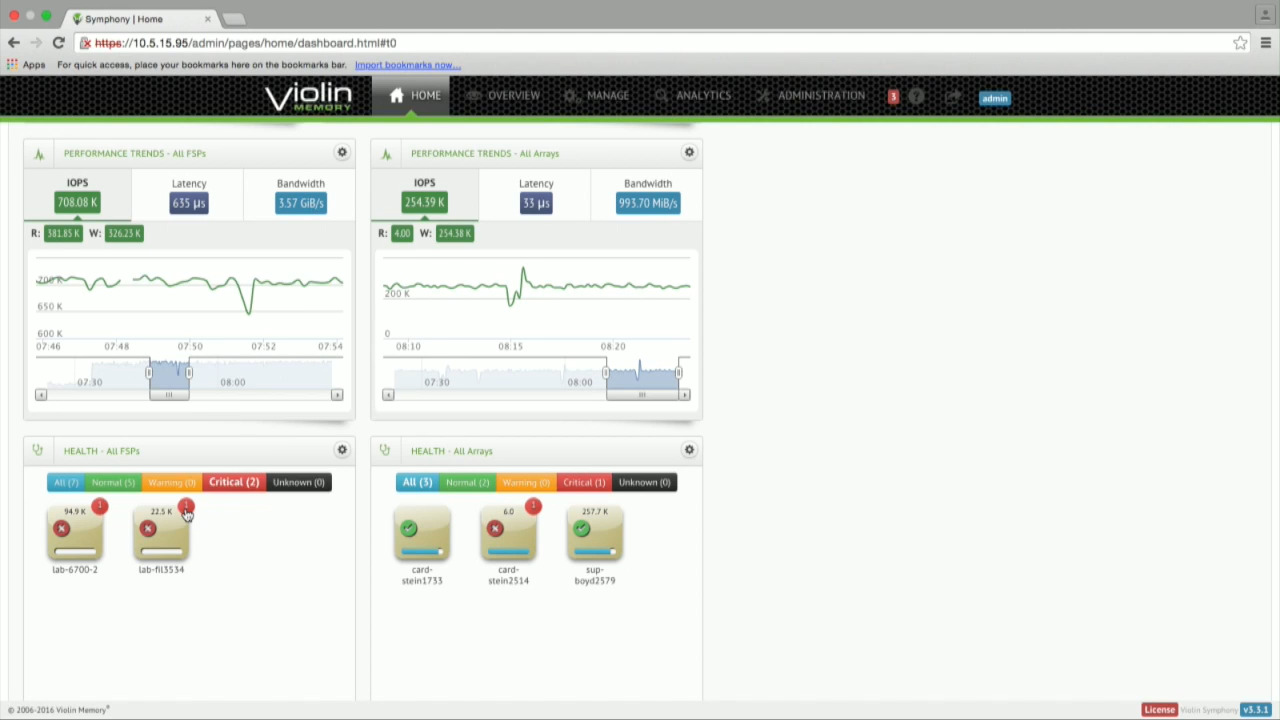 Symphony | Home
https://10.5.15.95/admin/pages/home/dashboard.html#t0
Apps For quick access, place your bookmarks here on the bookmarks bar. Import bookmarks now...
Violin MEMORY HOME OVERVIEW MANAGE ANALYTICS ADMINISTRATION 3 ? admin
PERFORMANCE TRENDS - All FSPs
IOPS Latency Bandwidth
708.08 K 635 µs 3.57 GiB/s
R: 381.85 K W: 326.23 K
700 K
650 K
600 K
07:46 07:48 07:50 07:52 07:54
07:30 08:00
PERFORMANCE TRENDS - All Arrays
IOPS Latency Bandwidth
254.39 K 33 µs 993.70 MiB/s
R: 4.00 W: 254.38 K
200 K
0
08:10 08:15 08:20
07:30 08:00
HEALTH - All FSPs
All (7) Normal (5) Warning (0) Critical (2) Unknown (0)
94.9 K 1 22.5 K 1
lab-6700-2 lab-fil3534
HEALTH - All Arrays
All (3) Normal (2) Warning (0) Critical (1) Unknown (0)
6.0 1 257.7 K
card- card- sup-
stein1733 stein2514 boyd2579
© 2006-2016 Violin Memory® License Violin Symphony v3.3.1